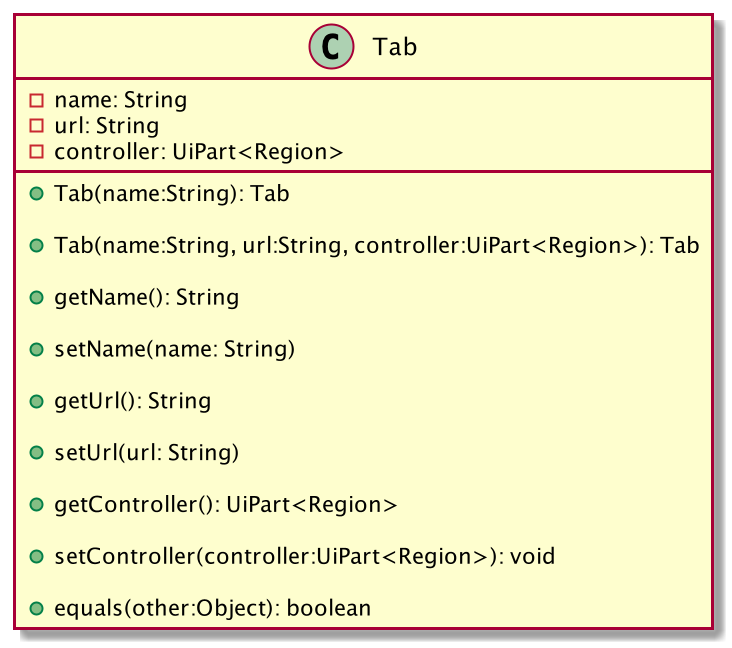 C Tab
name: String
url: String
controller: UiPart<Region>
Tab(name:String): Tab
Tab(name:String, url:String, controller:UiPart<Region>): Tab
getName(): String
setName(name: String)
getUrl(): String
setUrl(url: String)
getController(): UiPart<Region>
setController(controller:UiPart<Region>): void
equals(other:Object): boolean